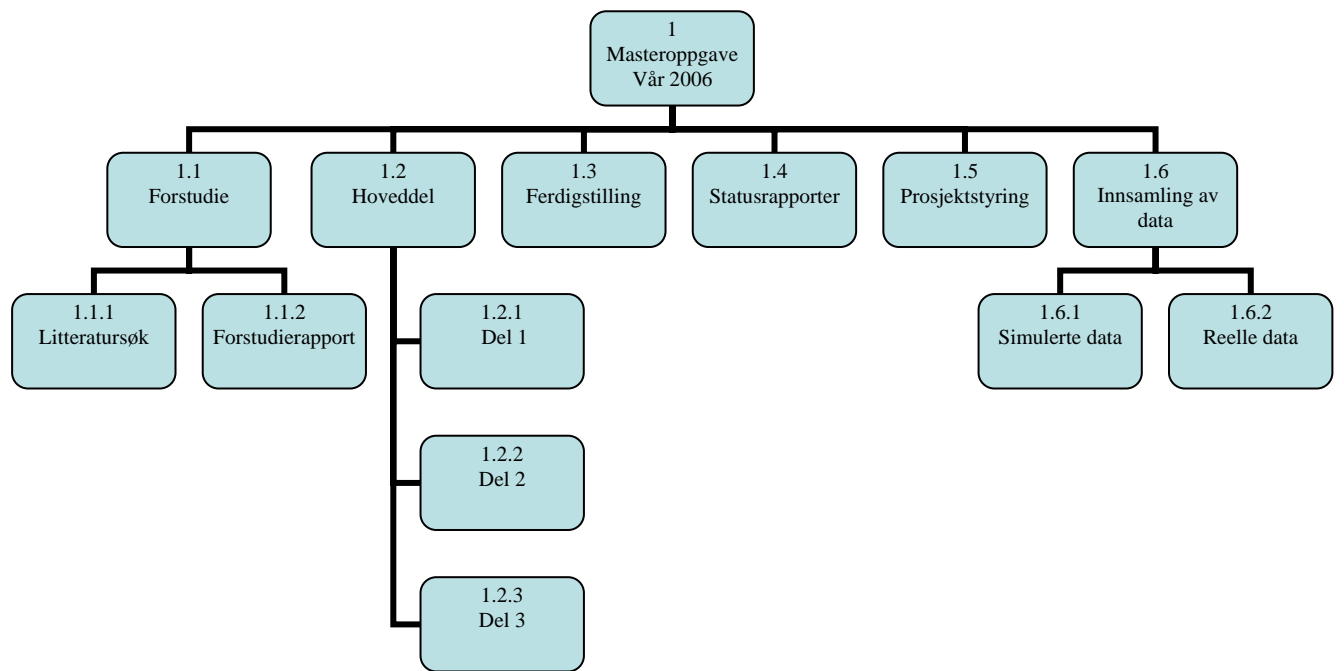 1
Masteroppgave
Vår 2006
1.1
Forstudie
1.2
Hoveddel
1.3
Ferdigstilling
1.4
Statusrapporter
1.5
Prosjektstyring
1.6
Innsamling av
data
1.1.1
Litteratursøk
1.1.2
Forstudierapport
1.2.1
Del 1
1.6.1
Simulerte data
1.6.2
Reelle data
1.2.2
Del 2
1.2.3
Del 3